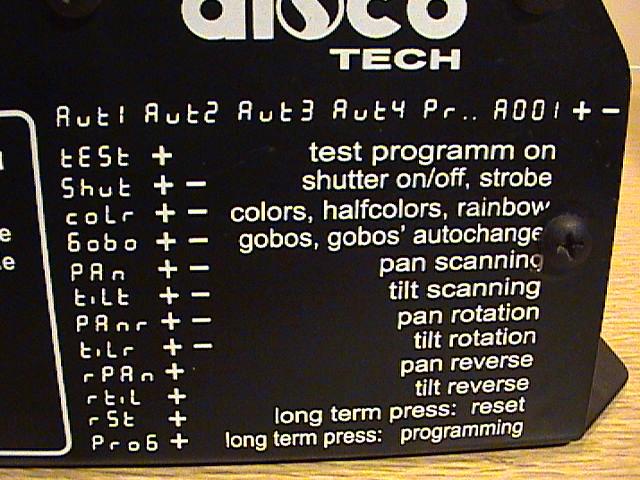 disco
TECH
Aut1 Aut2 Aut3 Aut4 Pr.. A001 + -
tESt + test programm on
Shut + - shutter on/off, strobe
coLr + - colors, halfcolors, rainbow
Gobo + - gobos, gobos' autochange
PAn + - pan scanning
tiLt + - tilt scanning
PAnr + - pan rotation
tiLr + - tilt rotation
rPAn + pan reverse
rtiL + tilt reverse
rSt + long term press: reset
ProG + long term press: programming